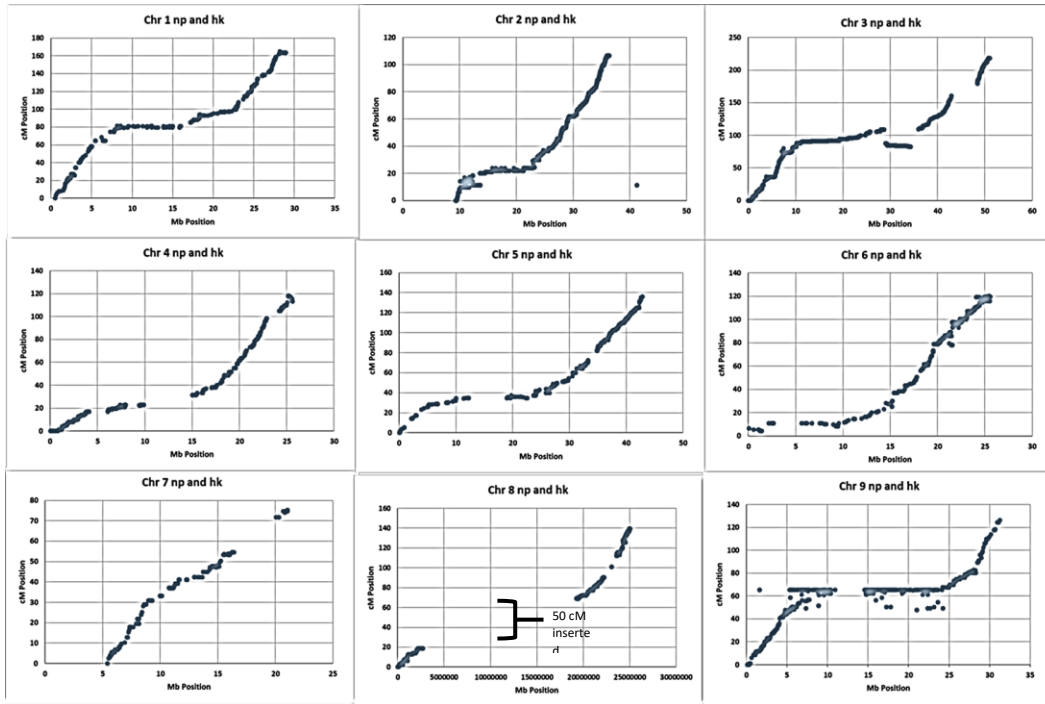 Chr 1 np and hk
cM Position
180
160
140
120
100
80
60
40
20
0
0 5 10 15 20 25 30 35
Mb Position
Chr 2 np and hk
cM Position
120
100
80
60
40
20
0
0 10 20 30 40 50
Mb Position
Chr 3 np and hk
cM Position
250
200
150
100
50
0
0 10 20 30 40 50 60
Mb Position
Chr 4 np and hk
cM Position
140
120
100
80
60
40
20
0
0 5 10 15 20 25 30
Mb Position
Chr 5 np and hk
cM Position
160
140
120
100
80
60
40
20
0
0 10 20 30 40 50
Mb Position
Chr 6 np and hk
cM Position
140
120
100
80
60
40
20
0
0 5 10 15 20 25 30
Mb Position
Chr 7 np and hk
cM Position
80
70
60
50
40
30
20
10
0
0 5 10 15 20 25
Mb Position
Chr 8 np and hk
cM Position
160
140
120
100
80
60
40
20
0
50 cM
inserte
d
0 5000000 10000000 15000000 20000000 25000000 30000000
Mb Position
Chr 9 np and hk
cM Position
140
120
100
80
60
40
20
0
0 5 10 15 20 25 30 35
Mb Position